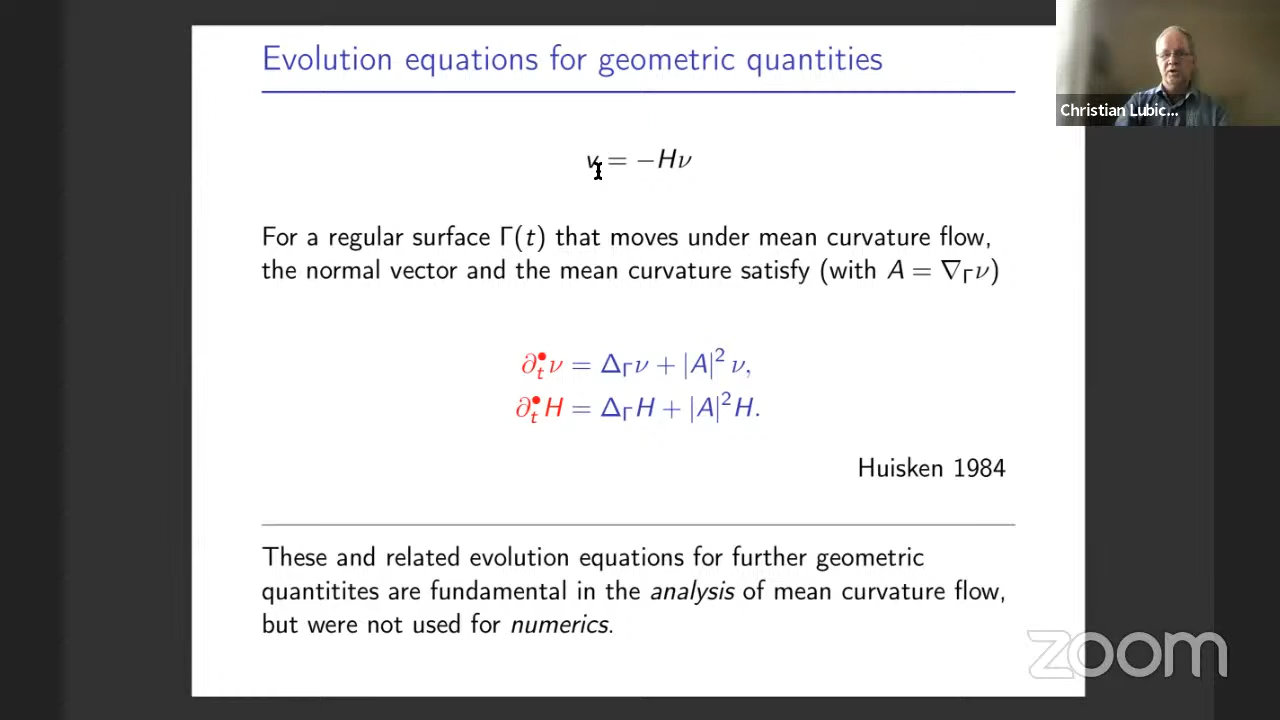 Evolution equations for geometric quantities
Christian Lubic...
v = −Hν
For a regular surface Γ(t) that moves under mean curvature flow,
the normal vector and the mean curvature satisfy (with A = ∇_Γ ν)
∂_t^• ν = Δ_Γ ν + |A|² ν,
∂_t^• H = Δ_Γ H + |A|² H.
Huisken 1984
These and related evolution equations for further geometric
quantitites are fundamental in the analysis of mean curvature flow,
but were not used for numerics.
zoom